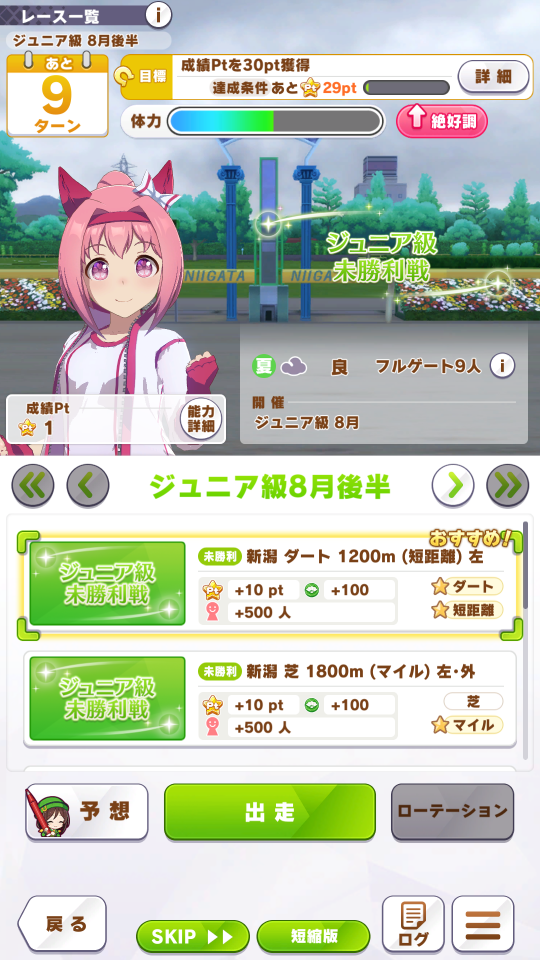 レース一覧
i
ジュニア級 8月後半
あと
9
ターン
目標
成績Ptを30pt獲得
達成条件 あと 29pt
詳細
体力
絶好調
NIIGATA
NIIGA
ジュニア級
未勝利戦
夏 良 フルゲート9人 i
開催
ジュニア級 8月
成績Pt
1
能力
詳細
ジュニア級8月後半
おすすめ!
ジュニア級
未勝利戦
未勝利 新潟 ダート 1200m (短距離) 左
+10 pt +100
+500 人
ダート
短距離
ジュニア級
未勝利戦
未勝利 新潟 芝 1800m (マイル) 左・外
+10 pt +100
+500 人
芝
マイル
予想
出走
ローテーション
戻る
SKIP
短縮版
ログ